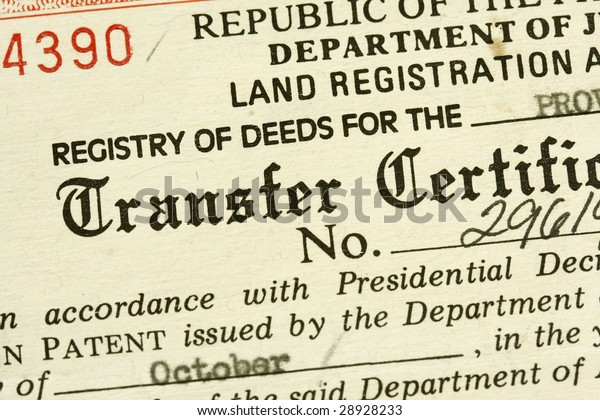 4390
REPUBLIC OF THE
DEPARTMENT OF J
LAND REGISTRATION A
REGISTRY OF DEEDS FOR THE PROV
Transfer Certific
No. 29619
n accordance with Presidential Dec
N PATENT issued by the Department
y of October, in the y
of the said Department of
shutterstock
www.shutterstock.com · 28928233